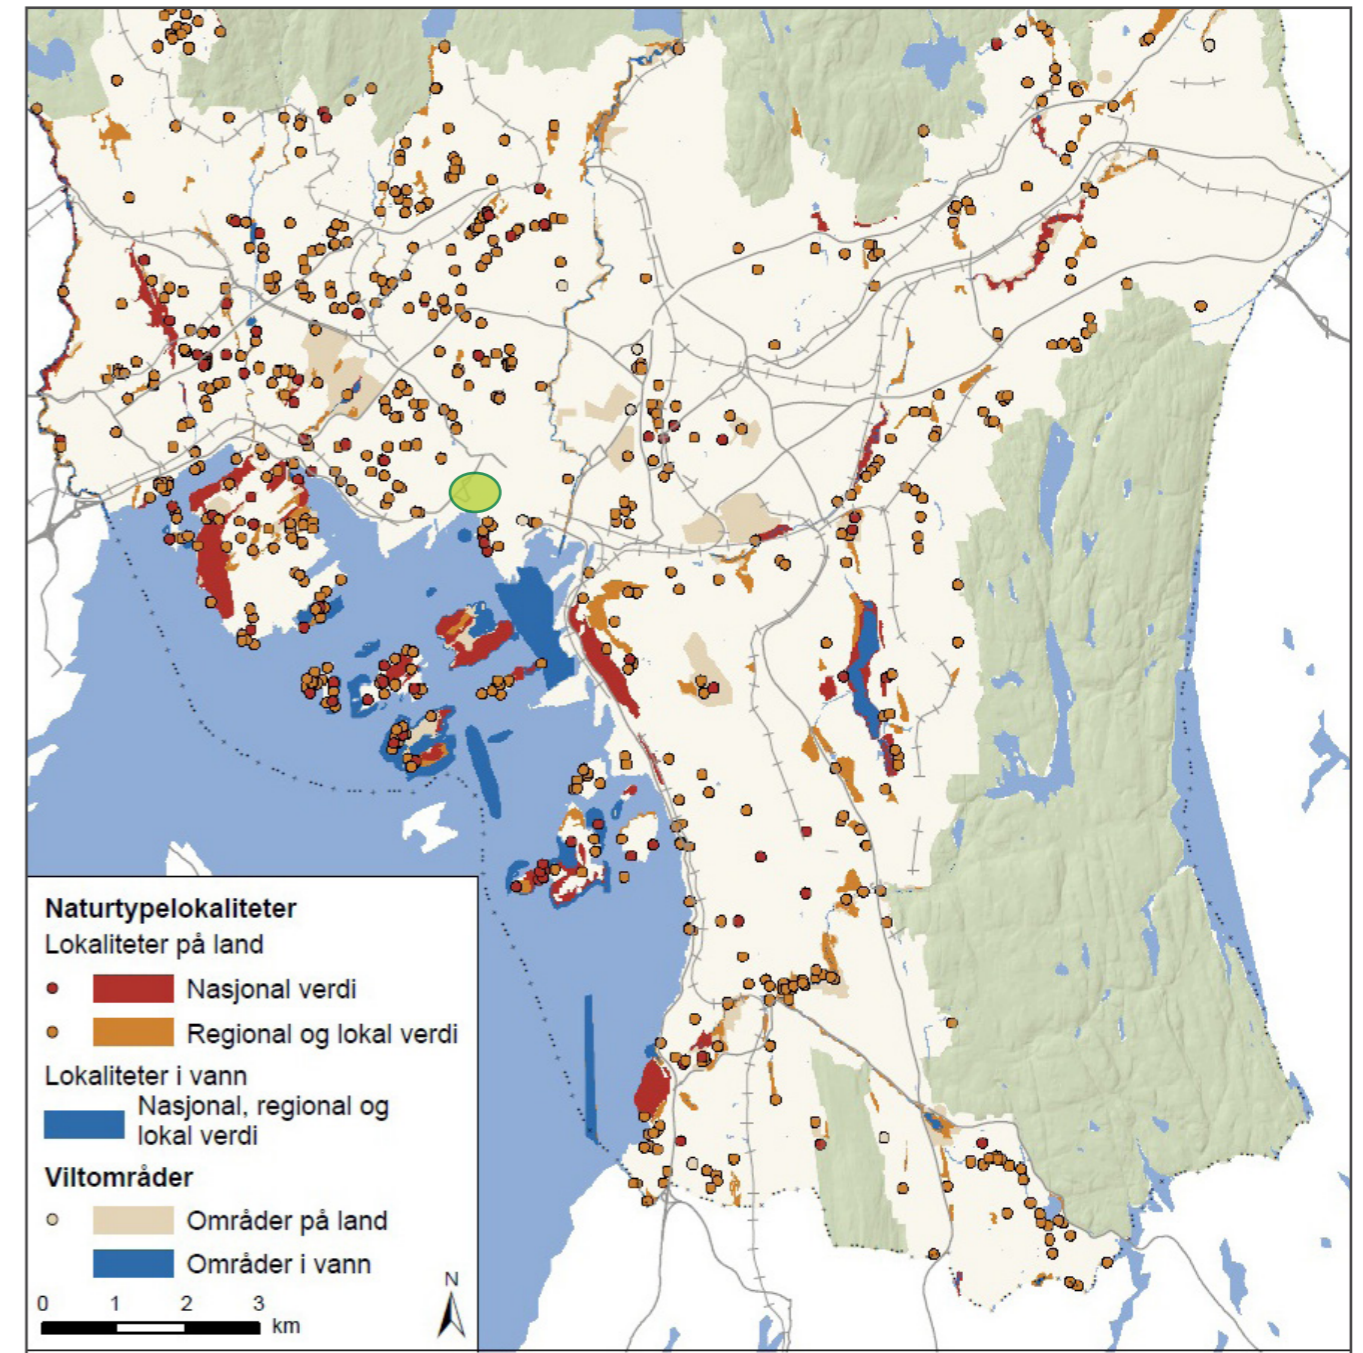 Naturtypelokaliteter
Lokaliteter på land
Nasjonal verdi
Regional og lokal verdi
Lokaliteter i vann
Nasjonal, regional og
lokal verdi
Viltområder
Områder på land
Områder i vann
N
0 1 2 3
km